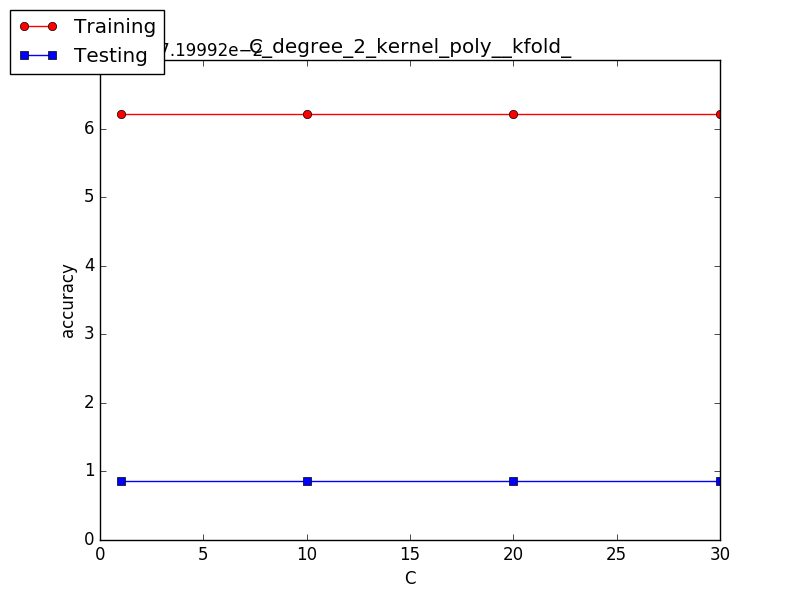 Training
Testing
7.19992e−2
C_degree_2_kernel_poly__kfold_
6
5
4
3
2
1
0
accuracy
0 5 10 15 20 25 30
C